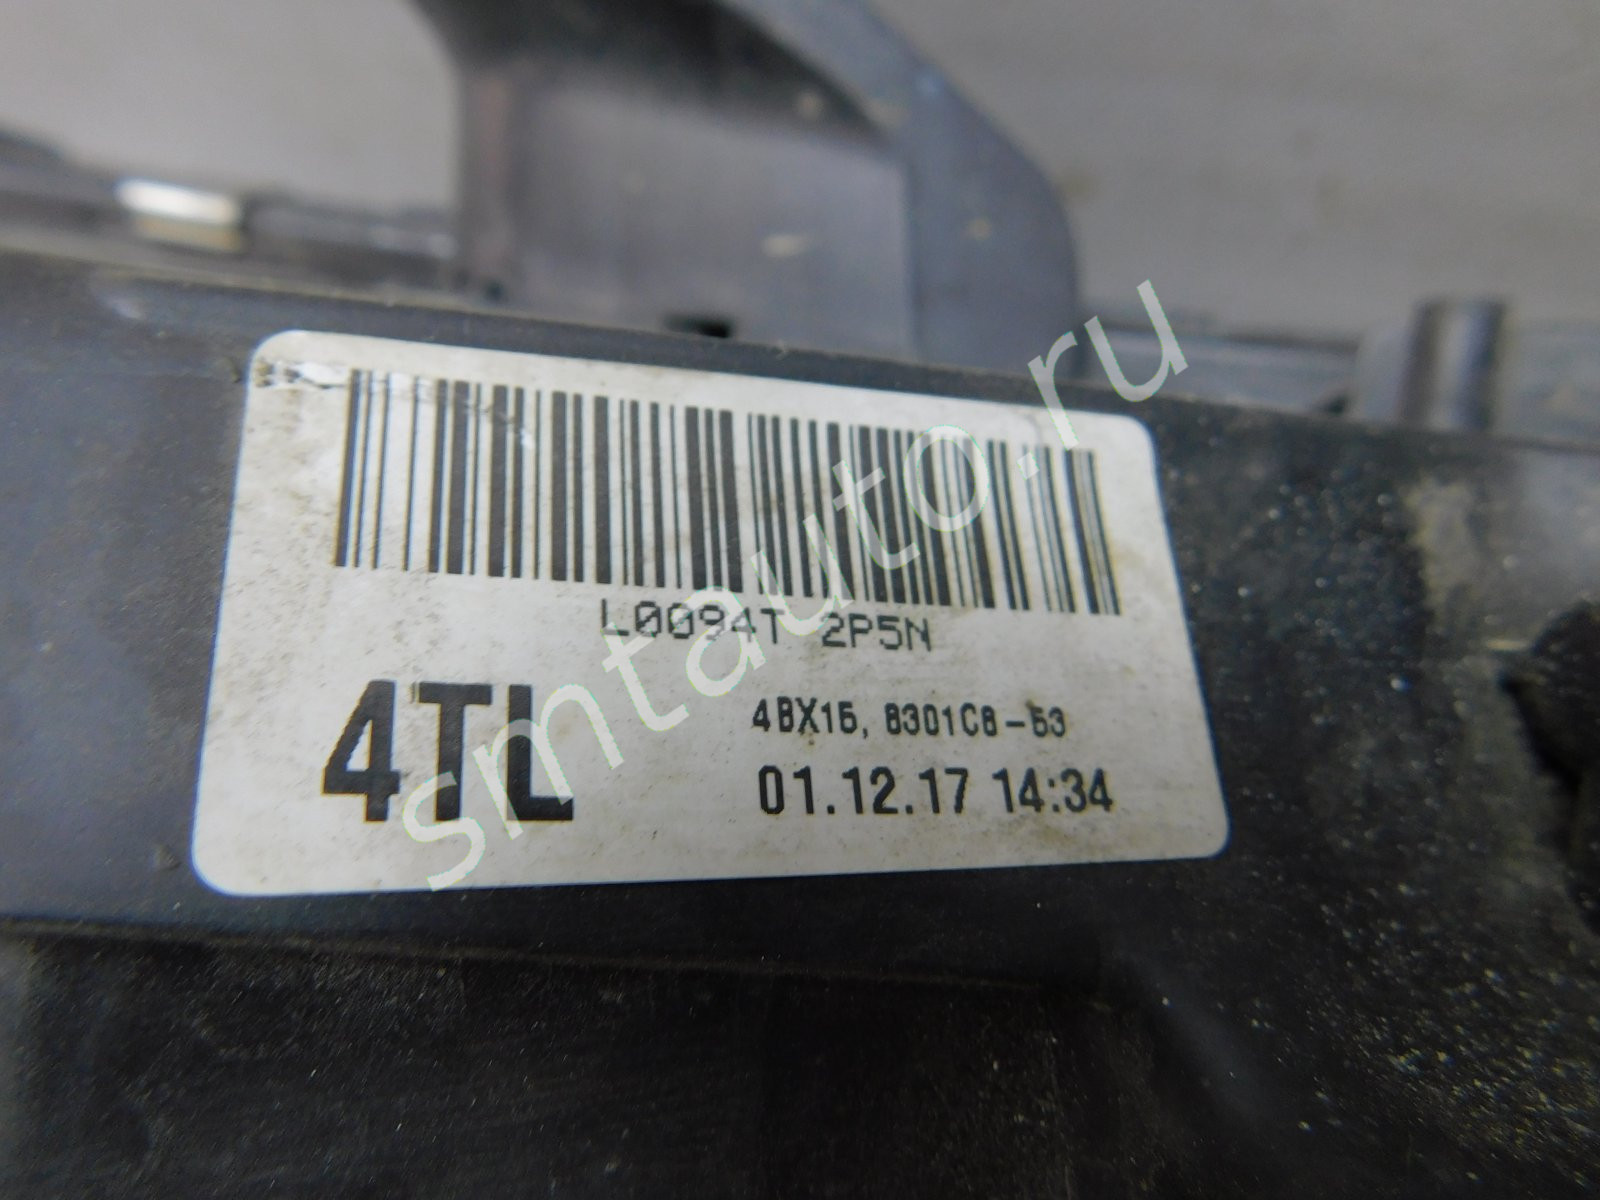 L0094T 2P5N
4TL
4BX15, 8301C8-53
01.12.17 14:34
smtauto.ru